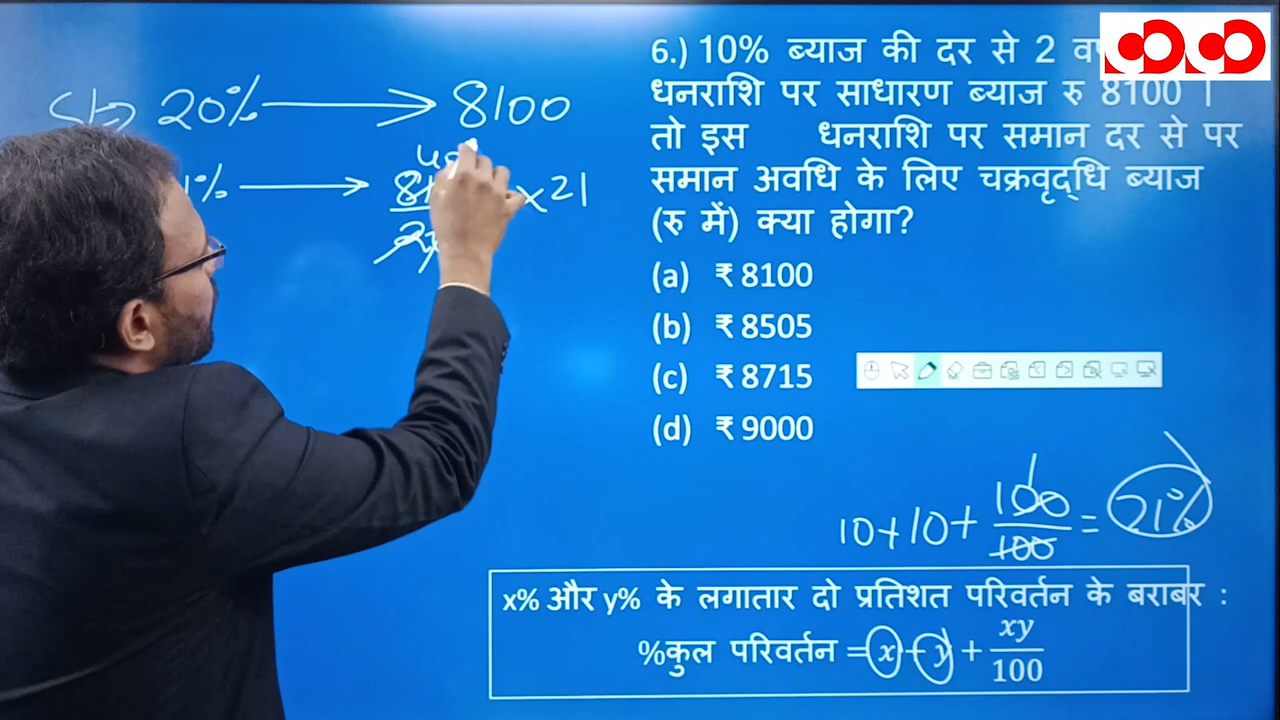 6.) 10% ब्याज की दर से 2
धनराशि पर साधारण ब्याज रु 8100 ।
तो इस धनराशि पर समान दर से पर
समान अवधि के लिए चक्रवृद्धि ब्याज
(रु में) क्या होगा?
(a) ₹ 8100
(b) ₹ 8505
(c) ₹ 8715
(d) ₹ 9000
20% → 8100
1% → × 21
10+10+ 100/100 = 21%
x% और y% के लगातार दो प्रतिशत परिवर्तन के बराबर :
%कुल परिवर्तन = x + y + xy/100